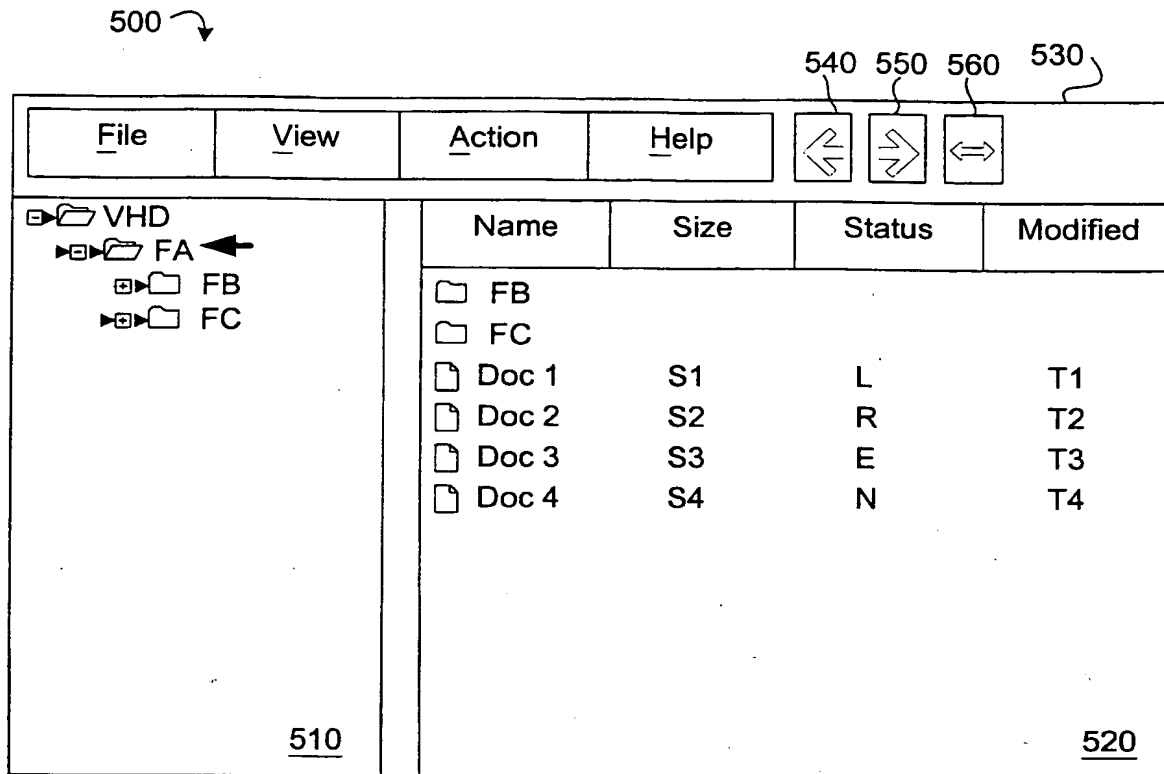 500
540 550 560 530
File View Action Help
VHD
FA
FB
FC
510
Name Size Status Modified
FB
FC
Doc 1 S1 L T1
Doc 2 S2 R T2
Doc 3 S3 E T3
Doc 4 S4 N T4
520